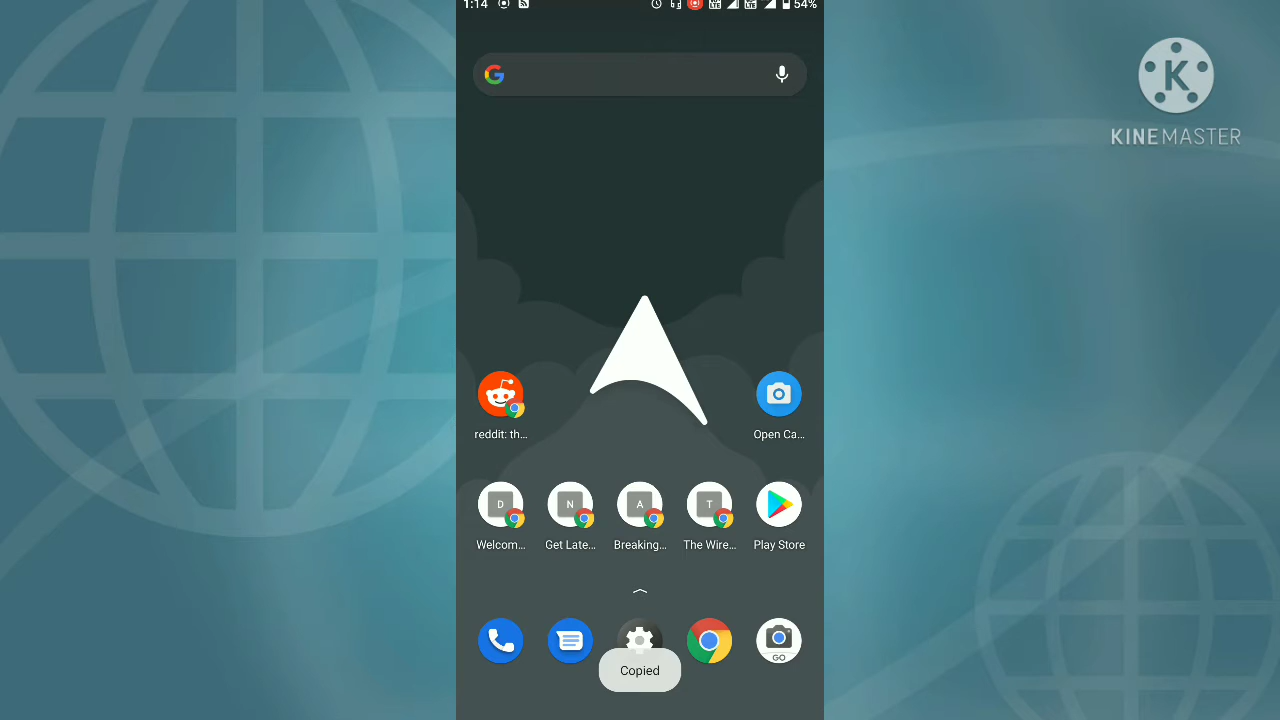 1:14
54%
KINEMASTER
reddit: th...
Open Ca...
D
N
A
T
Welcom...
Get Late...
Breaking...
The Wire...
Play Store
GO
Copied